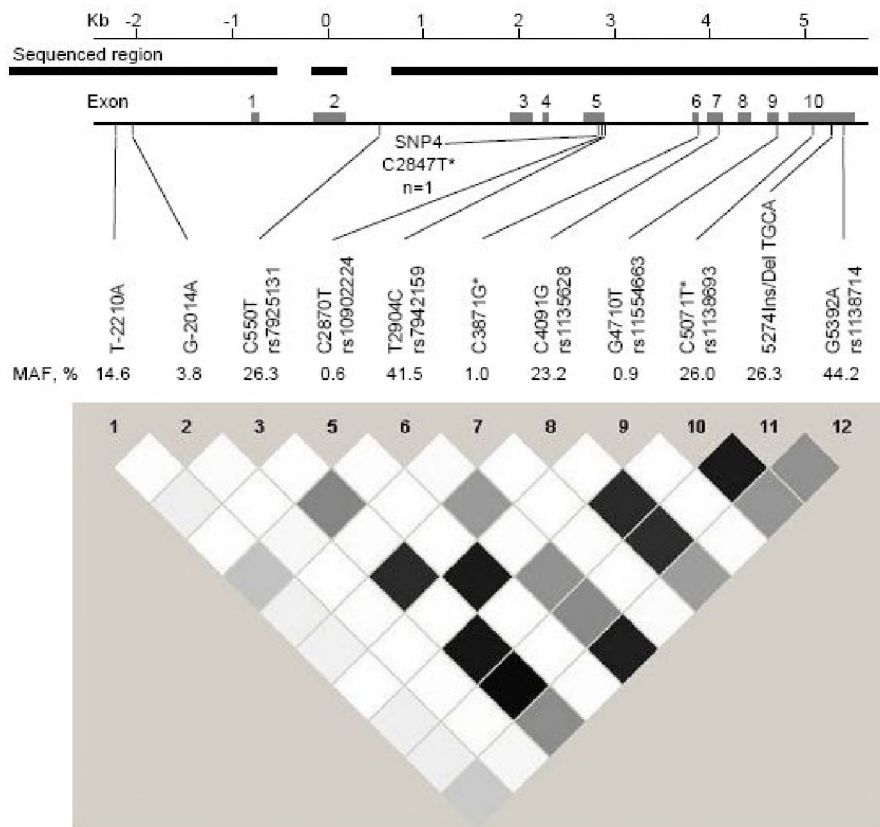 Kb -2 -1 0 1 2 3 4 5
Sequenced region
Exon 1 2 3 4 5 6 7 8 9 10
SNP4
C2847T*
n=1
T-2210A
G-2014A
C550T
rs7925131
C2870T
rs10902224
T2904C
rs7942159
C3871G*
C4091G
rs1135628
G4710T
rs11554663
C5071T*
rs1138693
5274Ins/Del TGCA
G5392A
rs1138714
MAF, % 14.6 3.8 26.3 0.6 41.5 1.0 23.2 0.9 26.0 26.3 44.2
1 2 3 5 6 7 8 9 10 11 12